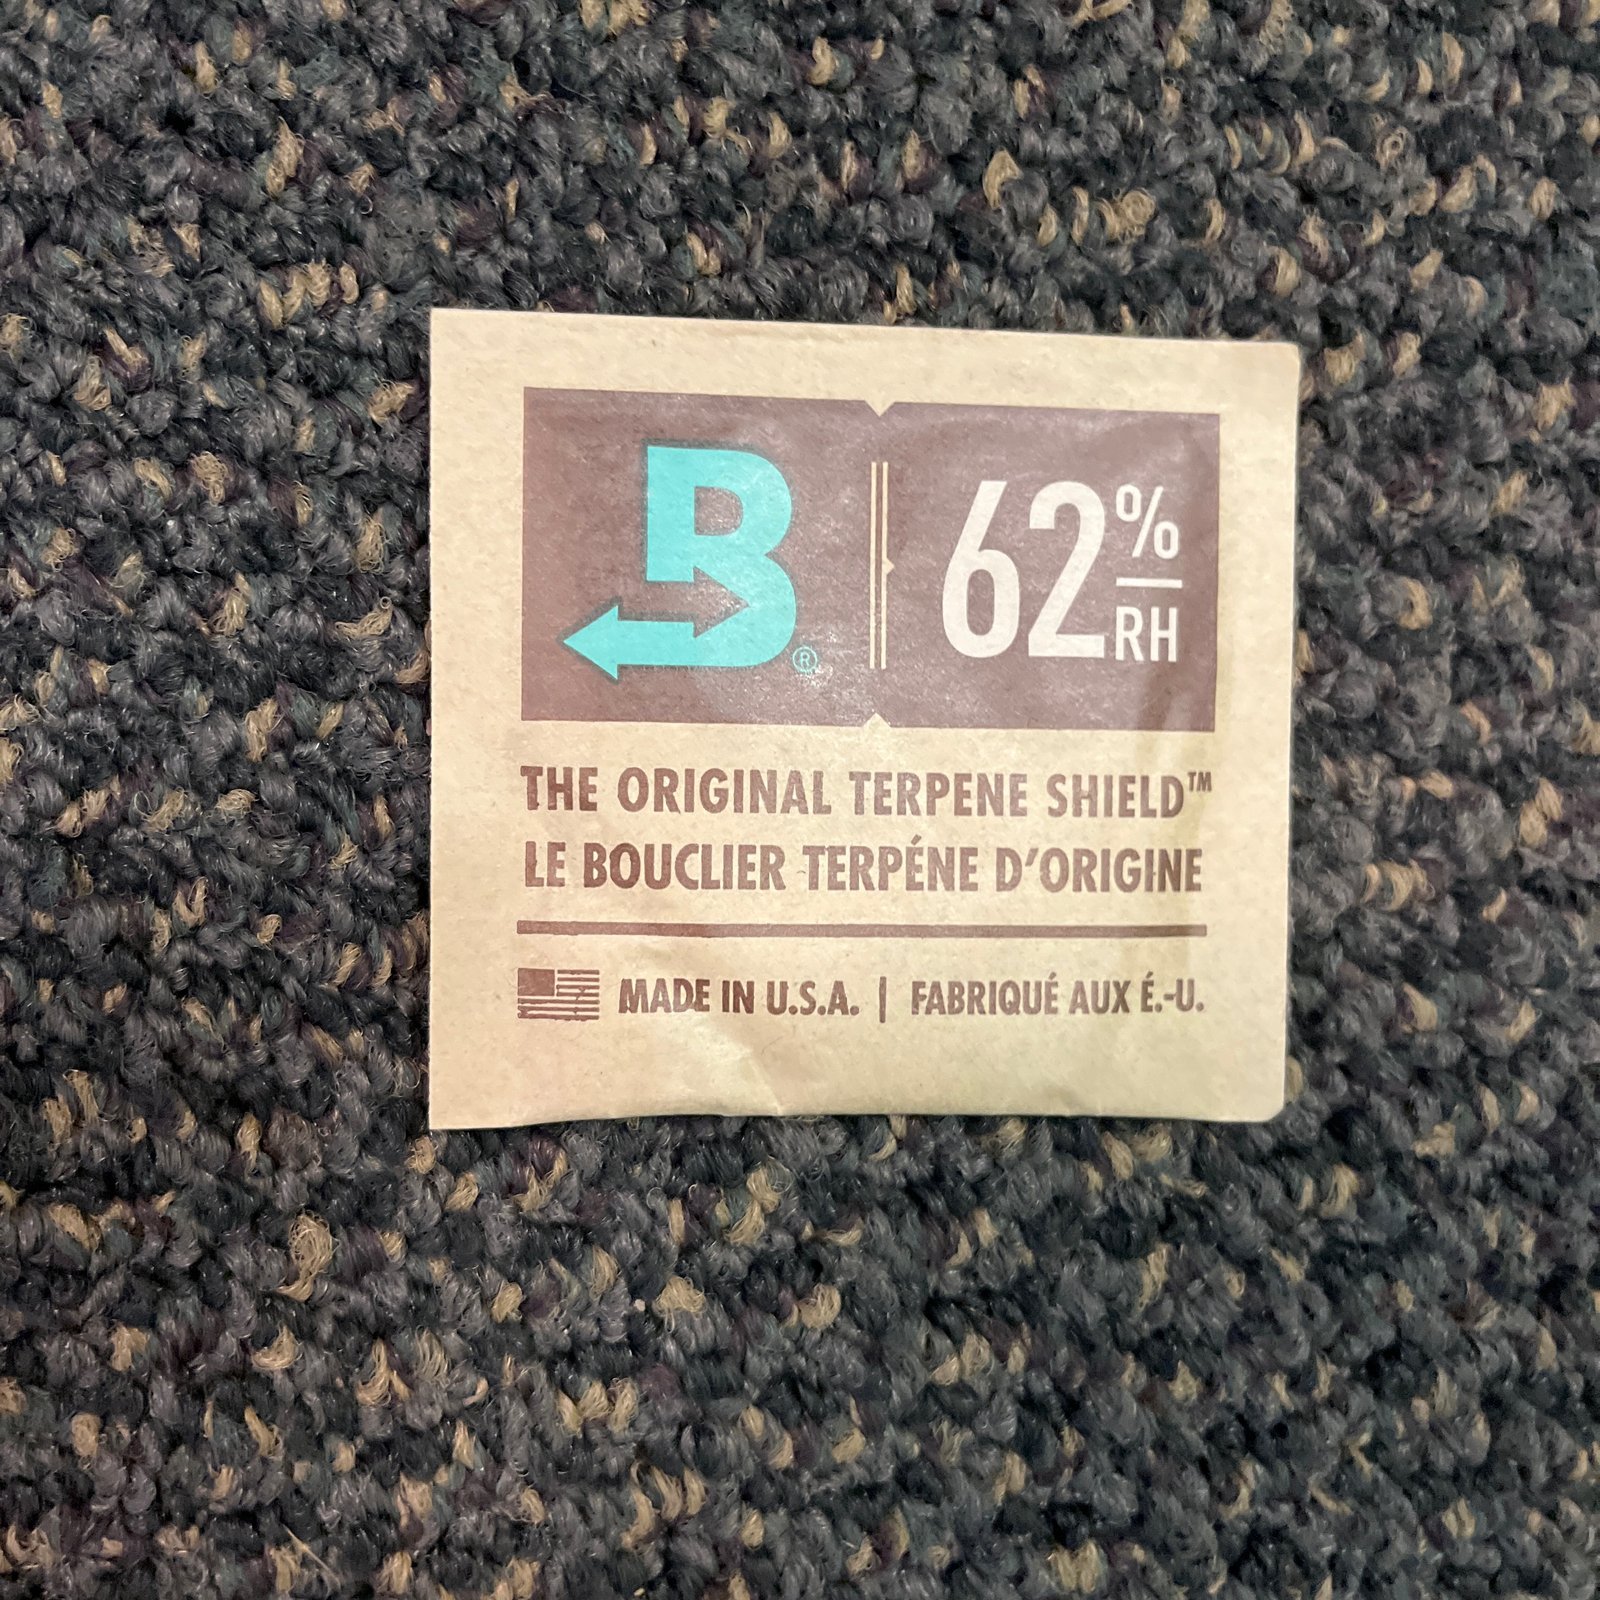 B®
62%
RH
THE ORIGINAL TERPENE SHIELD™
LE BOUCLIER TERPÉNE D'ORIGINE
MADE IN U.S.A. | FABRIQUÉ AUX É.-U.